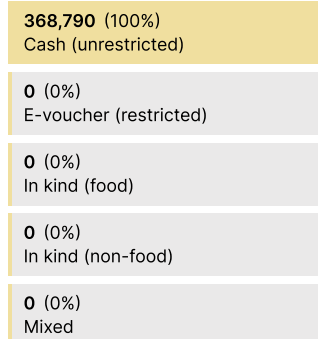 368,790 (100%)
Cash (unrestricted)
0 (0%)
E-voucher (restricted)
0 (0%)
In kind (food)
0 (0%)
In kind (non-food)
0 (0%)
Mixed